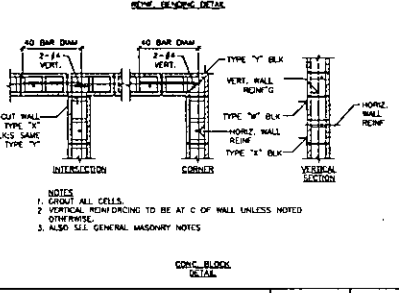 REINF. BENDING DETAIL
40 BAR DIAM
2-#4
VERT.
40 BAR DIAM
2-#4
VERT.
TYPE "Y" BLK
VERT. WALL
REINF'G
TYPE "W" BLK
HORIZ. WALL
REINF
CUT WALL
TYPE "X"
SAME
TYPE "Y"
HORIZ. WALL
REINF
TYPE "X" BLK
INTERSECTION
CORNER
VERTICAL
SECTION
NOTES
1. GROUT ALL CELLS.
2 VERTICAL REINFORCING TO BE AT C OF WALL UNLESS NOTED
OTHERWISE.
3. ALSO SEE GENERAL MASONRY NOTES
CONC. BLOCK
DETAIL